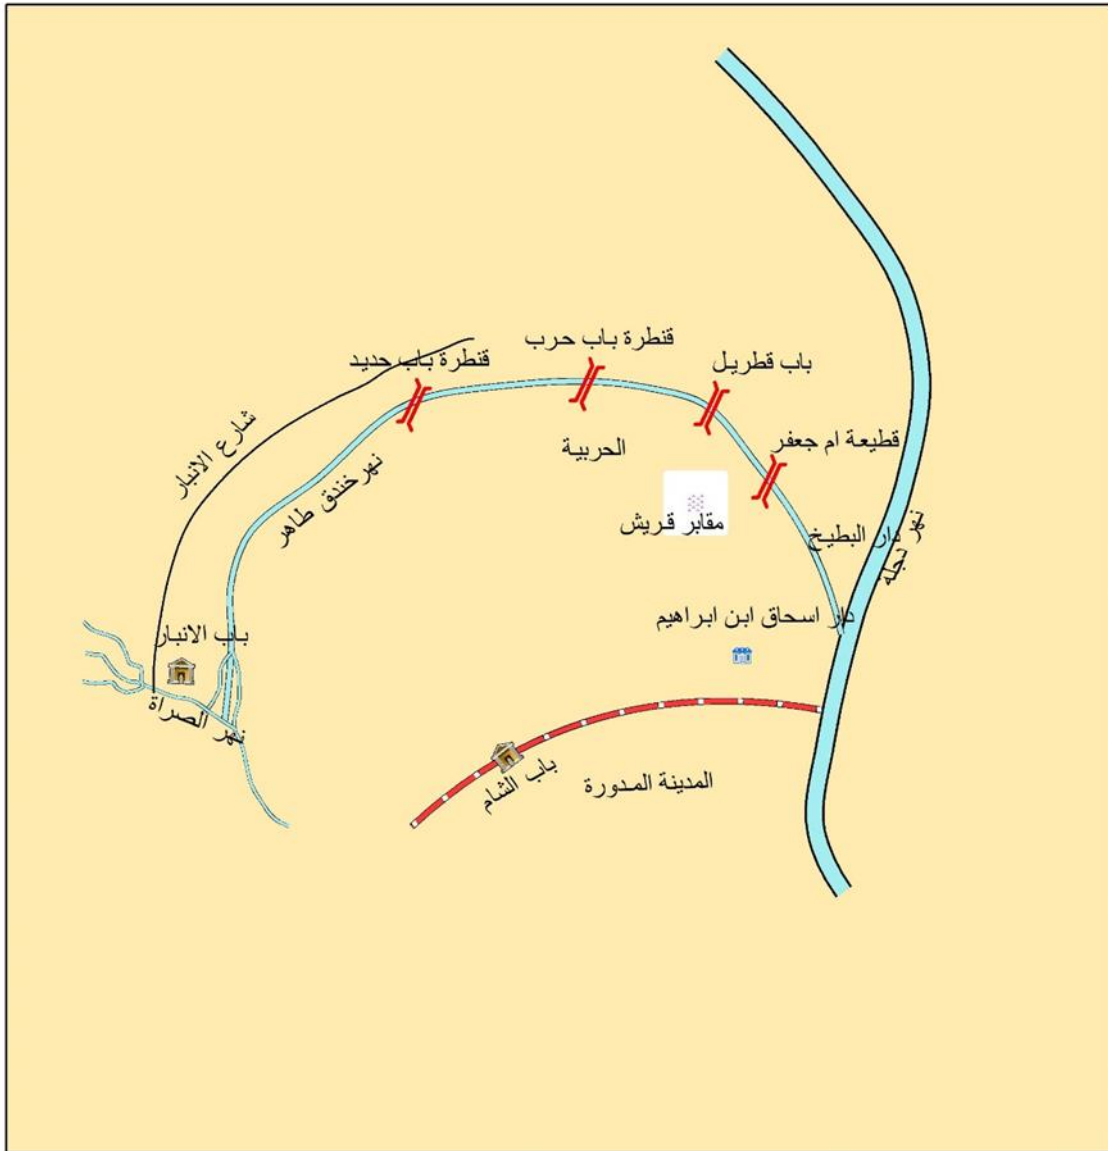 قنطرة باب حرب
قنطرة باب حديد
باب قطريل
شارع الانبار
الحربية
قطيعة ام جعفر
نهر خندق طاهر
مقابر قريش
دار البطيخ
نهر دجلة
باب الانبار
دار اسحاق ابن ابراهيم
نهر الصراة
باب الشام
المدينة المدورة